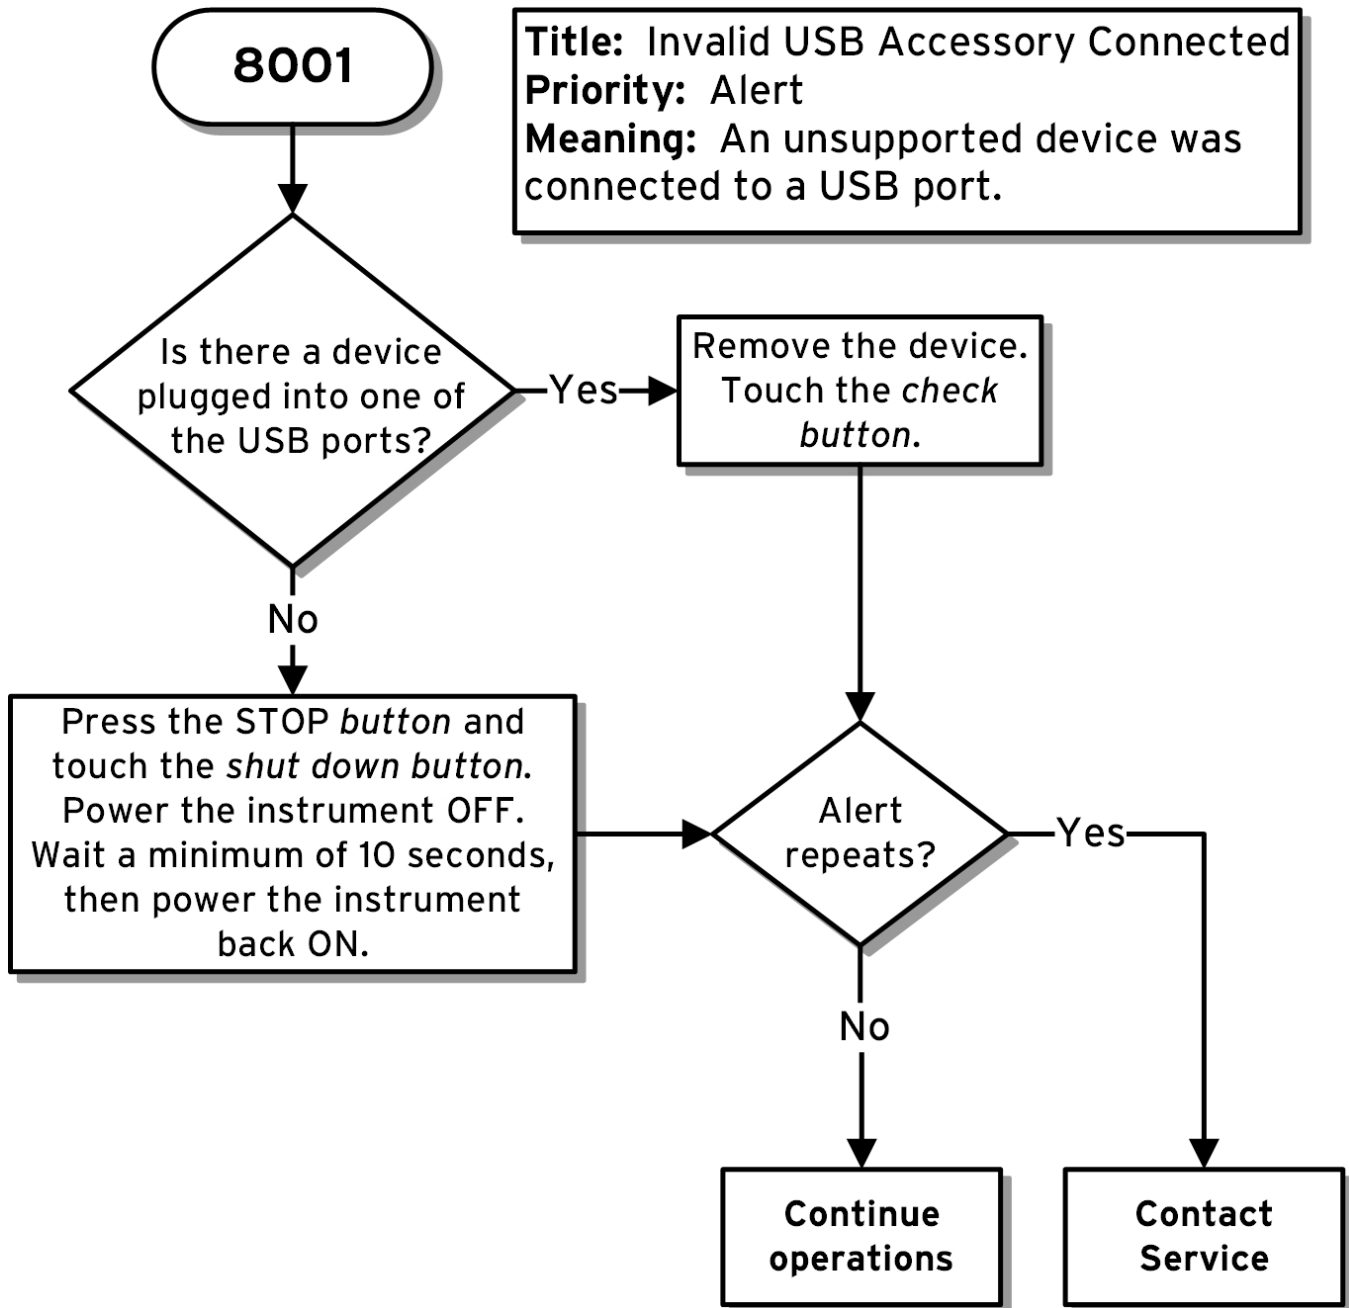 8001
Title: Invalid USB Accessory Connected
Priority: Alert
Meaning: An unsupported device was
connected to a USB port.
Is there a device
plugged into one of
the USB ports?
Yes
Remove the device.
Touch the check
button.
No
Press the STOP button and
touch the shut down button.
Power the instrument OFF.
Wait a minimum of 10 seconds,
then power the instrument
back ON.
Alert
repeats?
Yes
No
Continue
operations
Contact
Service